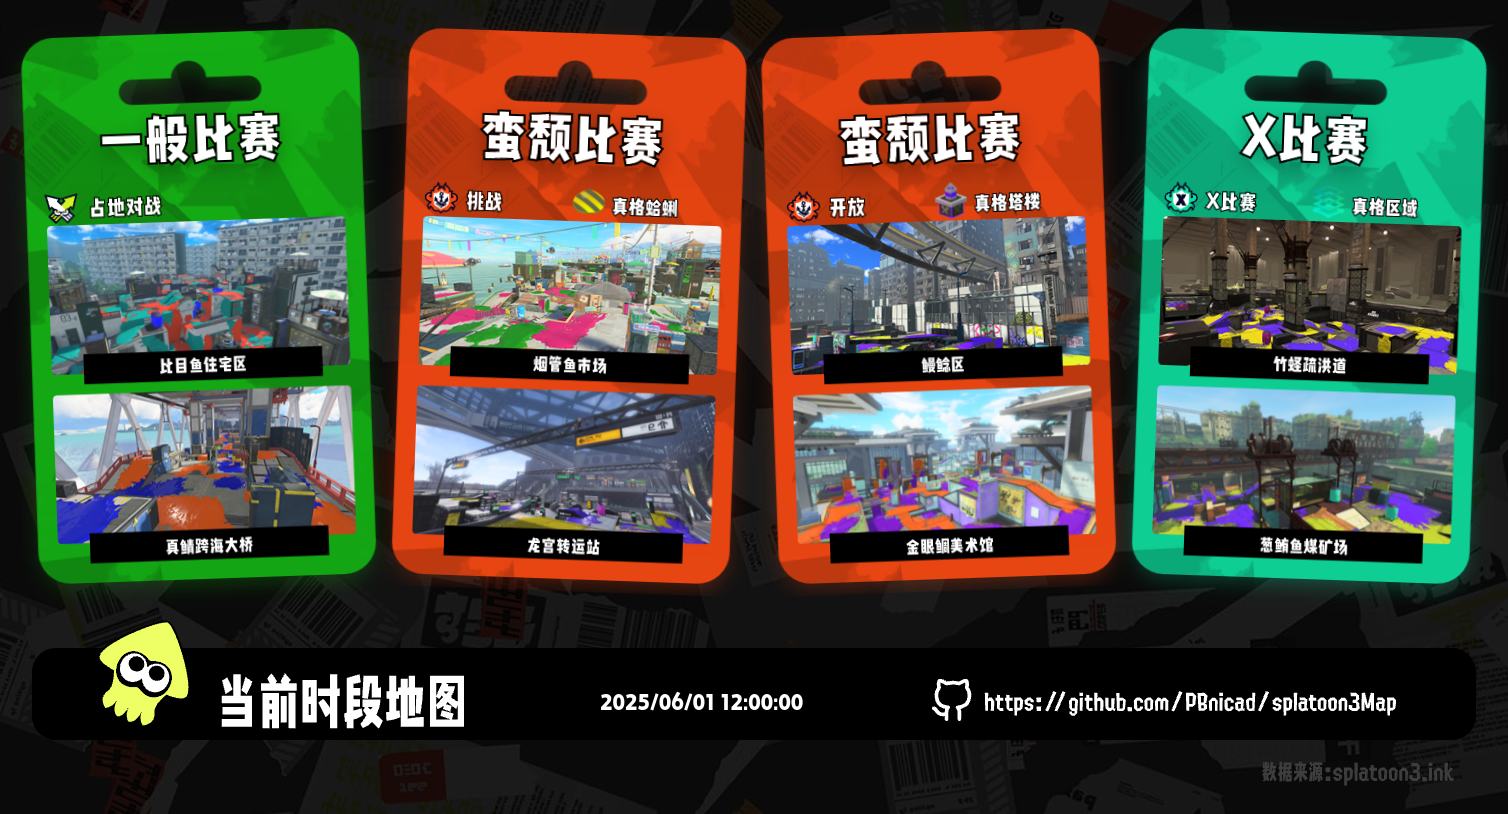 一般比赛
占地对战
比目鱼住宅区
真鲭跨海大桥
蛮颓比赛
挑战
真格蛤蜊
烟管鱼市场
龙宫转运站
蛮颓比赛
开放
真格塔楼
鳗鲶区
金眼鲷美术馆
X比赛
X比赛
真格区域
竹蛏疏洪道
葱鲔鱼煤矿场
当前时段地图
2025/06/01 12:00:00
https://github.com/PBnicad/splatoon3Map
数据来源:splatoon3.ink